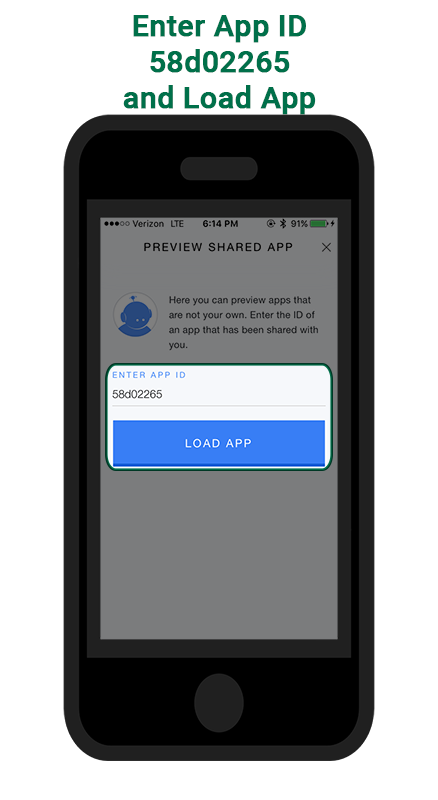 Enter App ID
58d02265
and Load App
Verizon LTE 6:14 PM 91%
PREVIEW SHARED APP
Here you can preview apps that
are not your own. Enter the ID of
an app that has been shared with
you.
ENTER APP ID
58d02265
LOAD APP